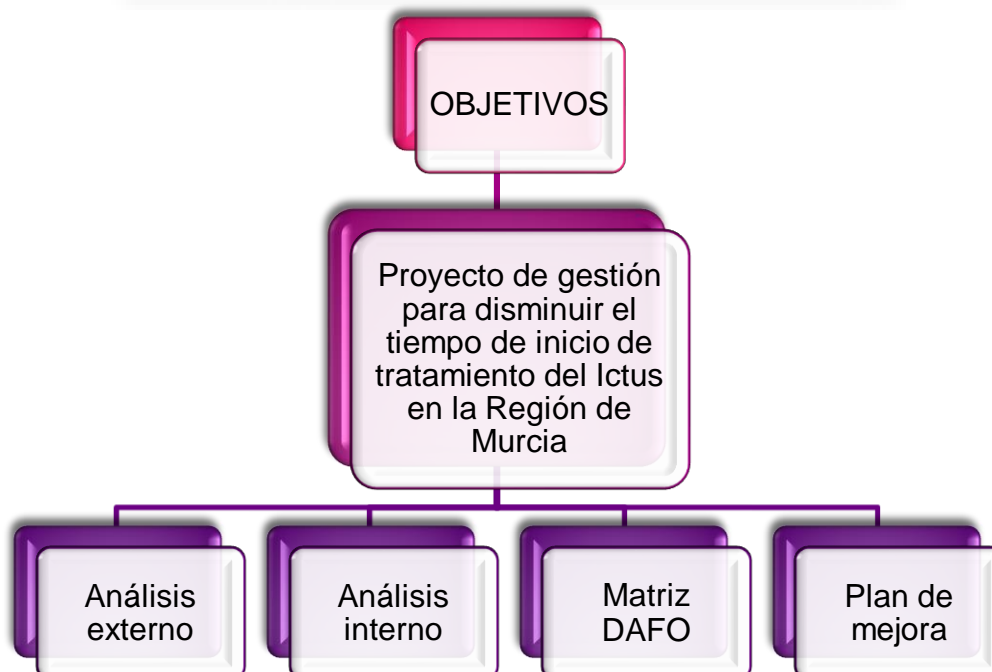 OBJETIVOS
Proyecto de gestión
para disminuir el
tiempo de inicio de
tratamiento del Ictus
en la Región de
Murcia
Análisis
externo
Análisis
interno
Matriz
DAFO
Plan de
mejora